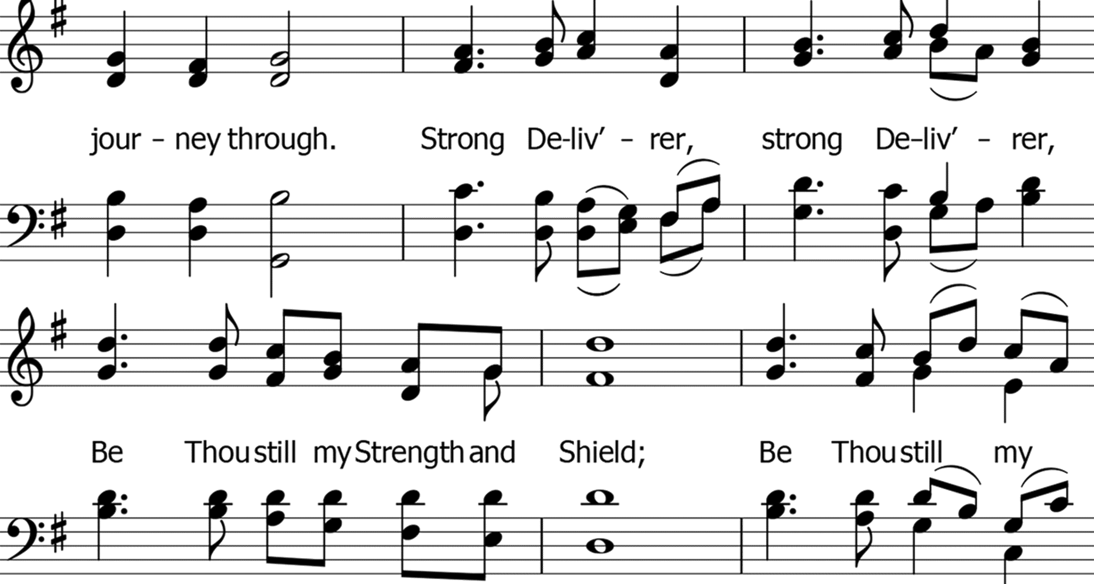 jour – ney through. Strong De-liv’ – rer, strong De–liv’ – rer,
Be Thou still my Strength and Shield; Be Thou still my